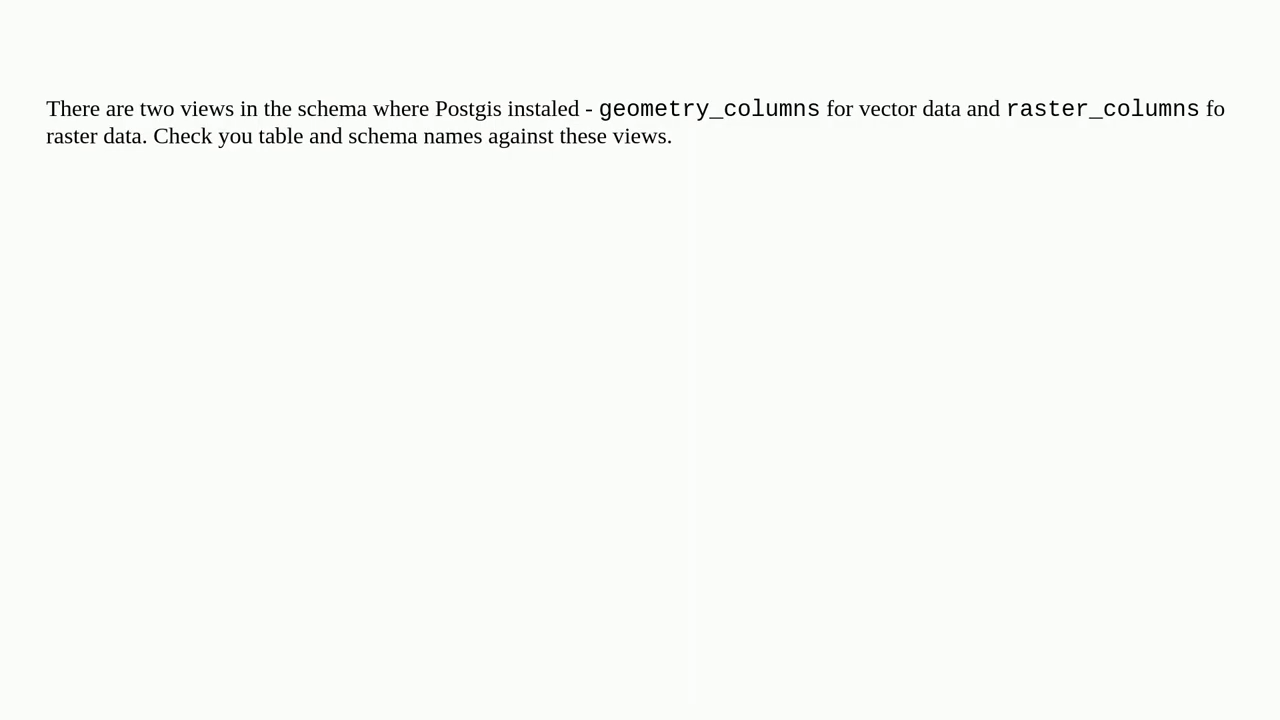 There are two views in the schema where Postgis instaled - geometry_columns for vector data and raster_columns fo
raster data. Check you table and schema names against these views.